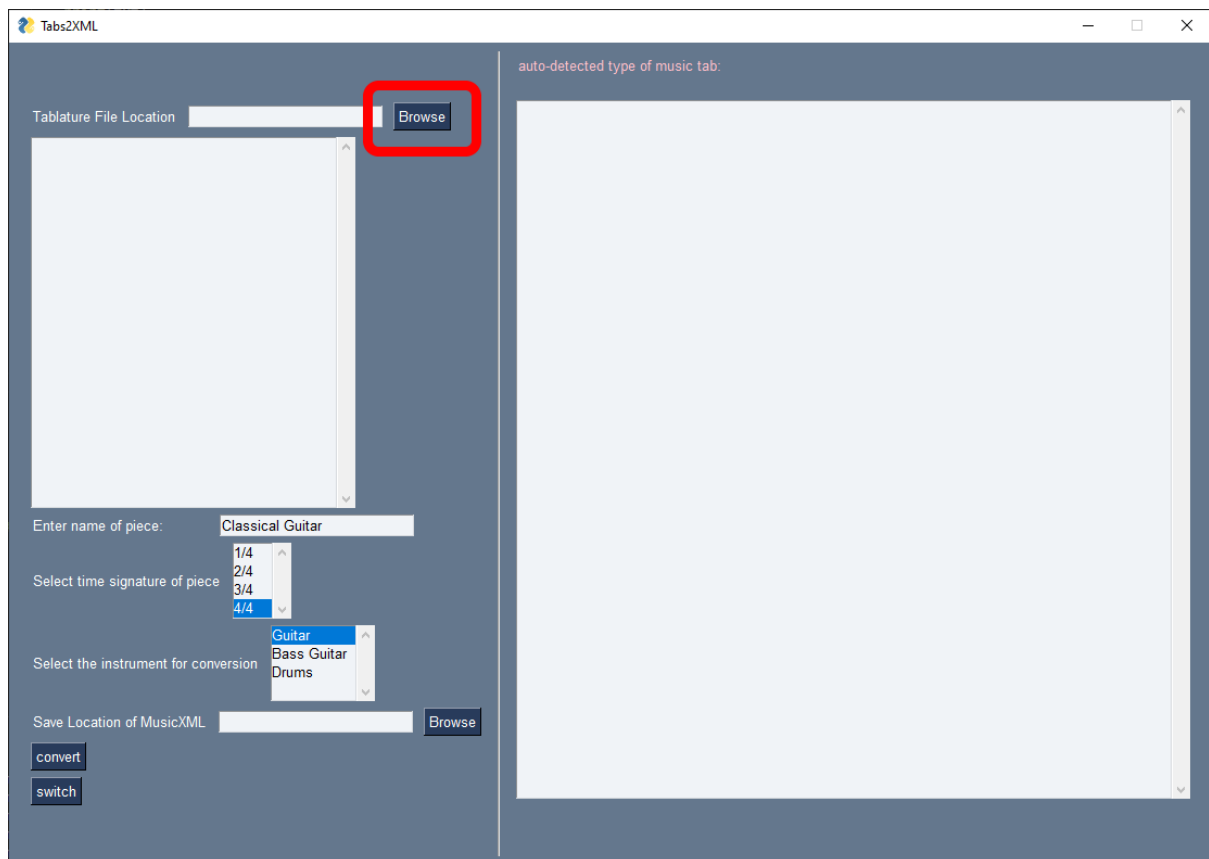 Tabs2XML
auto-detected type of music tab:
Tablature File Location Browse
Enter name of piece: Classical Guitar
1/4
2/4
Select time signature of piece
3/4
4/4
Guitar
Bass Guitar
Select the instrument for conversion
Drums
Save Location of MusicXML Browse
convert
switch